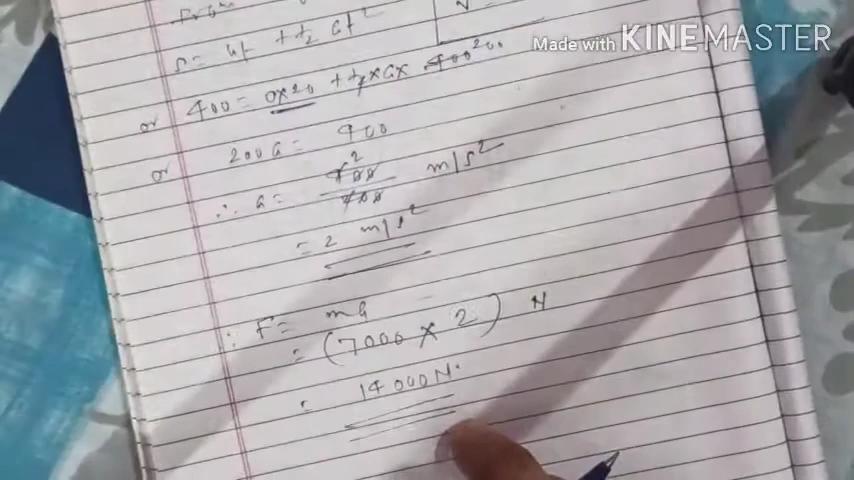 From
s = ut + ½ at²
Made with KINEMASTER
or 400 = 0×20 + ½ × a × 400
or 200a = 400
∴ a = 400 / 200 m/s²
= 2 m/s²
∴ F = ma
= (7000 × 2) N
= 14000 N.